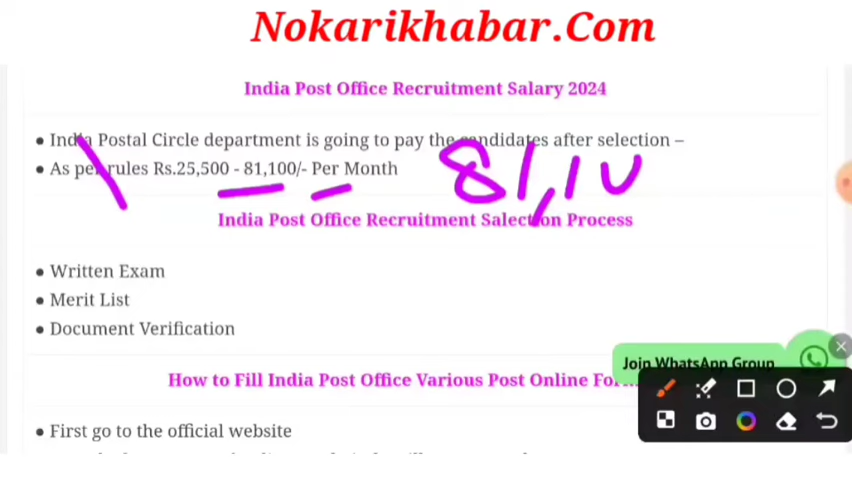 Nokarikhabar.Com
India Post Office Recruitment Salary 2024
● India Postal Circle department is going to pay the candidates after selection –
● As per rules Rs.25,500 - 81,100/- Per Month
81,10
India Post Office Recruitment Selection Process
● Written Exam
● Merit List
● Document Verification
Join WhatsApp Group
How to Fill India Post Office Various Post Online For
● First go to the official website